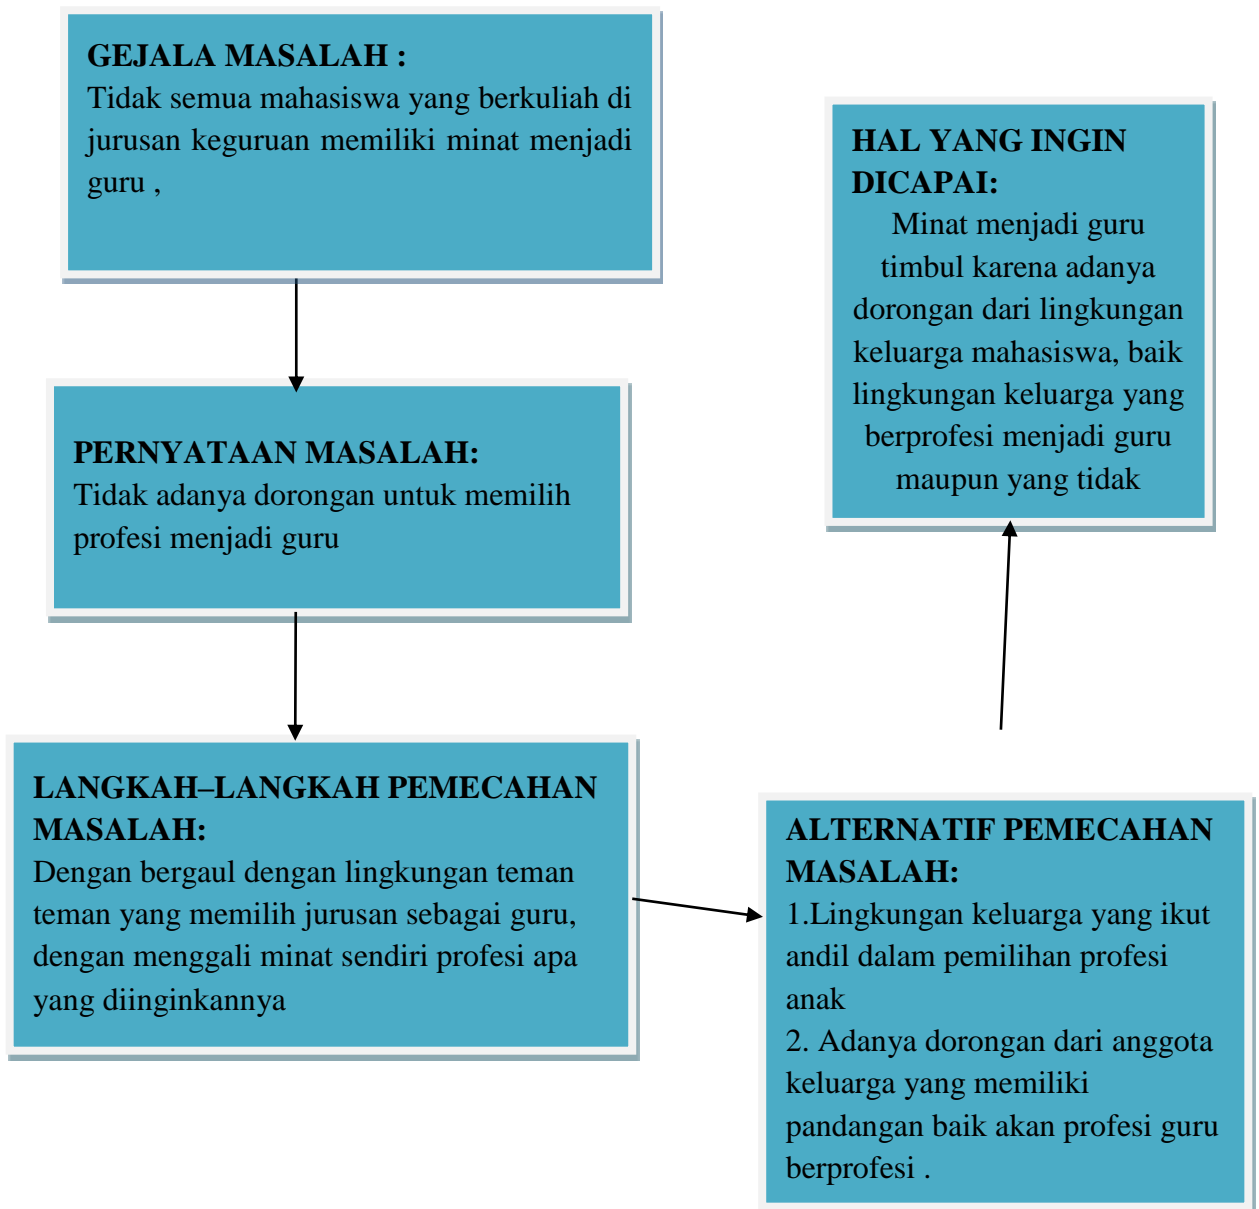 GEJALA MASALAH :
Tidak semua mahasiswa yang berkuliah di
jurusan keguruan memiliki minat menjadi
guru ,
PERNYATAAN MASALAH:
Tidak adanya dorongan untuk memilih
profesi menjadi guru
LANGKAH–LANGKAH PEMECAHAN
MASALAH:
Dengan bergaul dengan lingkungan teman
teman yang memilih jurusan sebagai guru,
dengan menggali minat sendiri profesi apa
yang diinginkannya
ALTERNATIF PEMECAHAN
MASALAH:
1.Lingkungan keluarga yang ikut
andil dalam pemilihan profesi
anak
2. Adanya dorongan dari anggota
keluarga yang memiliki
pandangan baik akan profesi guru
berprofesi .
HAL YANG INGIN
DICAPAI:
Minat menjadi guru
timbul karena adanya
dorongan dari lingkungan
keluarga mahasiswa, baik
lingkungan keluarga yang
berprofesi menjadi guru
maupun yang tidak